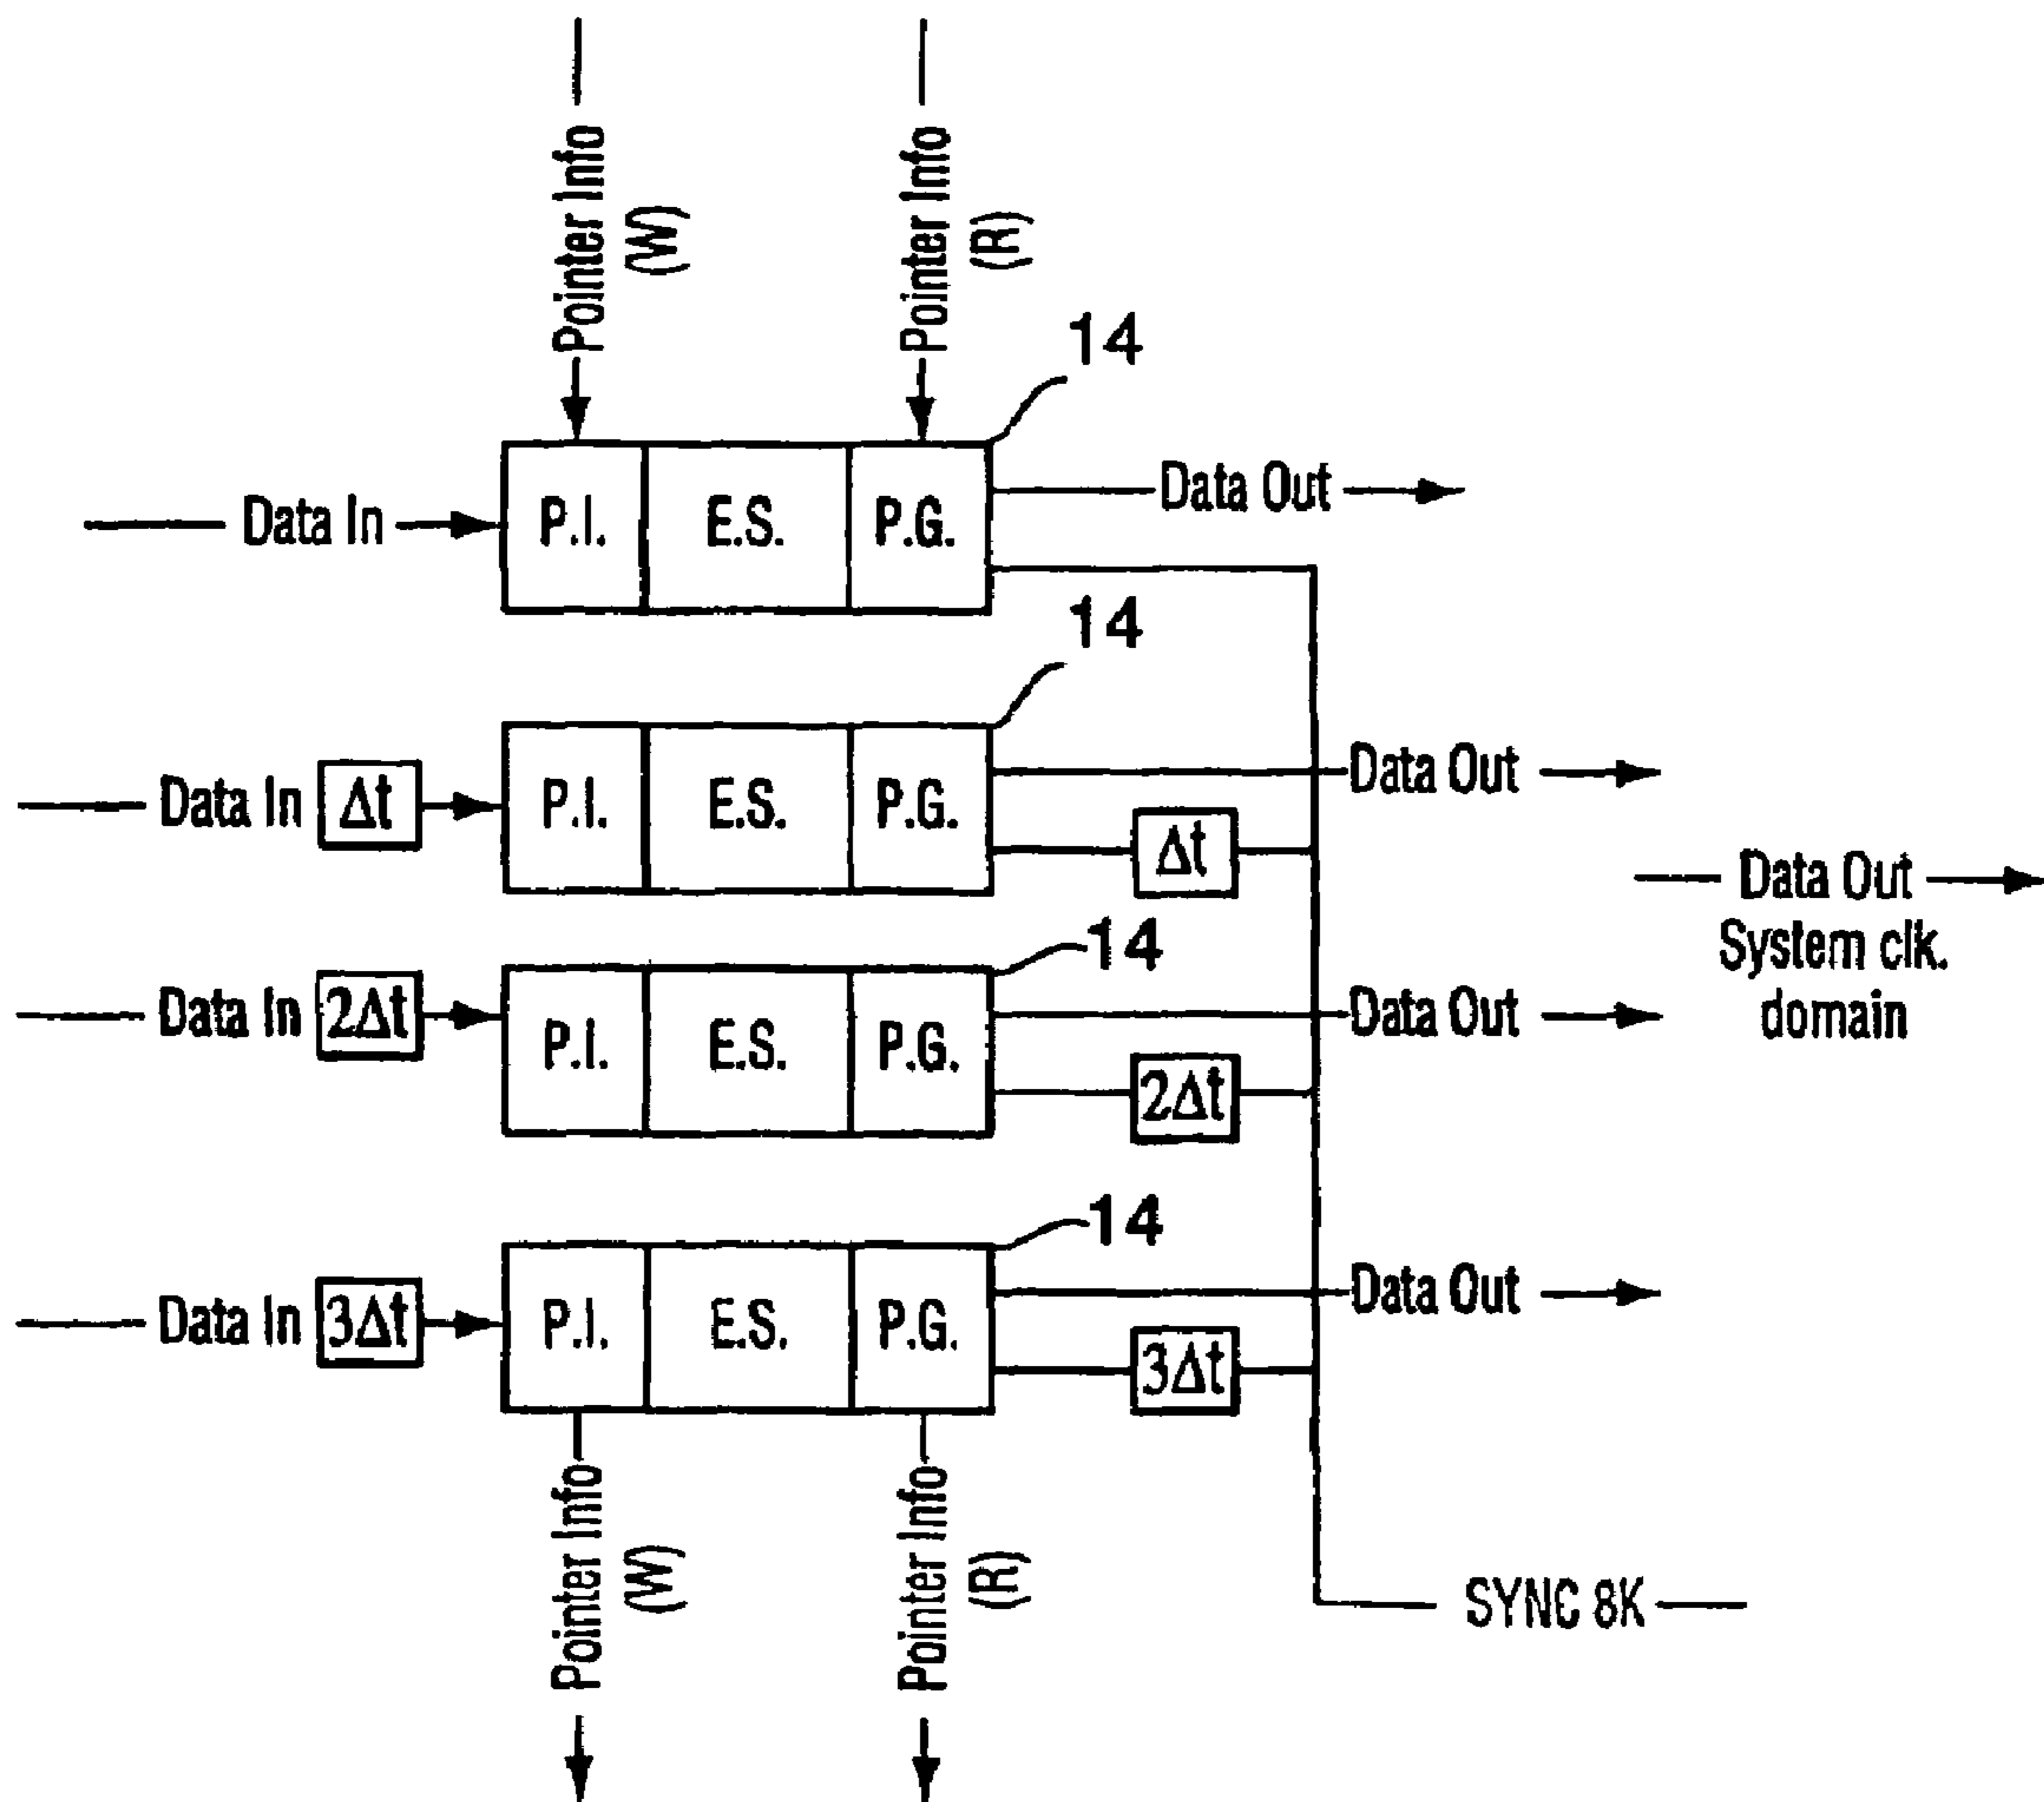 Pointer Info
(W)
Pointer Info
(R)
14
Data In
P.I.
E.S.
P.G.
Data Out
14
Data In
Δt
P.I.
E.S.
P.G.
Data Out
Δt
Data Out
System clk.
domain
14
Data In
2Δt
P.I.
E.S.
P.G.
Data Out
2Δt
14
Data In
3Δt
P.I.
E.S.
P.G.
Data Out
3Δt
Pointer Info
(W)
Pointer Info
(R)
SYNC 8K